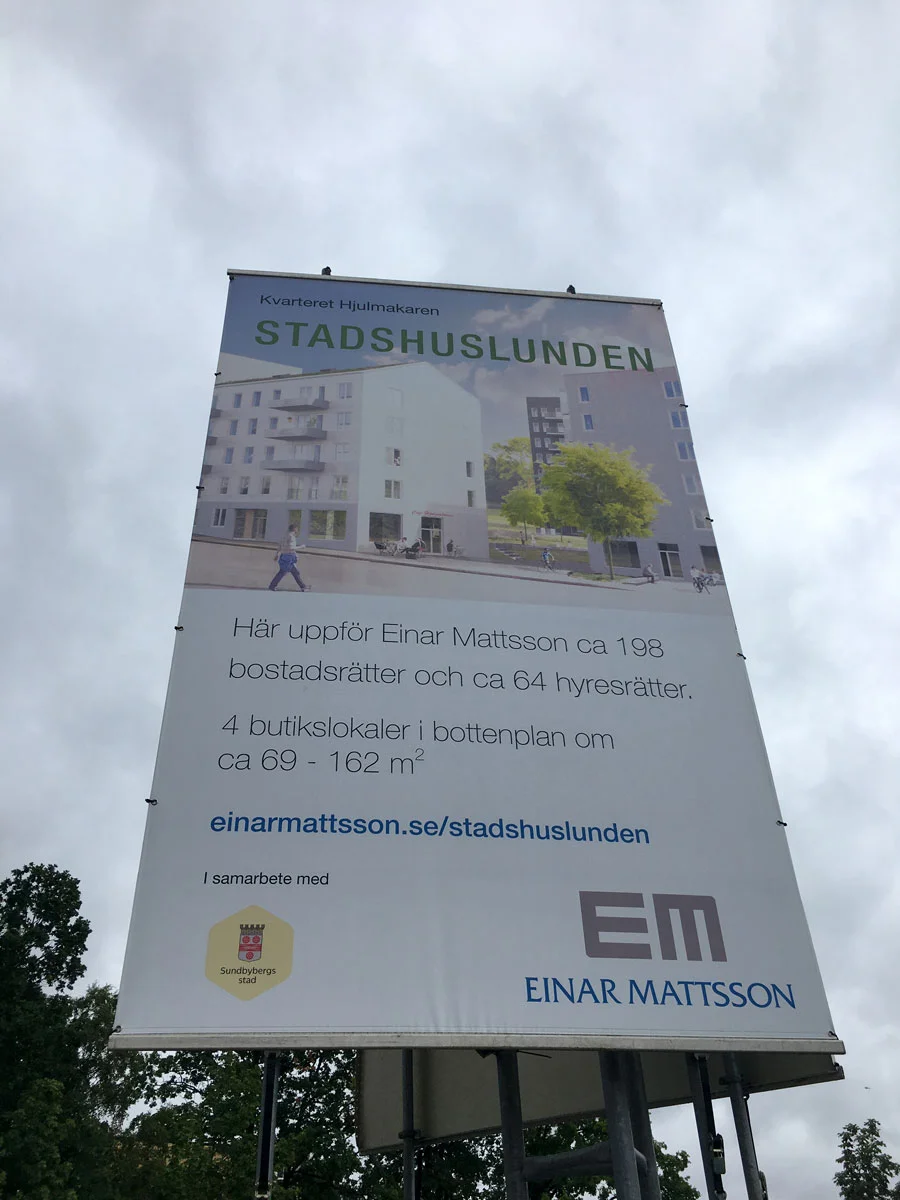 Kvarteret Hjulmakaren
STADSHUSLUNDEN
Här uppför Einar Mattsson ca 198
bostadsrätter och ca 64 hyresrätter.
4 butikslokaler i bottenplan om
ca 69 - 162 m²
einarmattsson.se/stadshuslunden
I samarbete med
Sundbybergs
stad
EM
EINAR MATTSSON